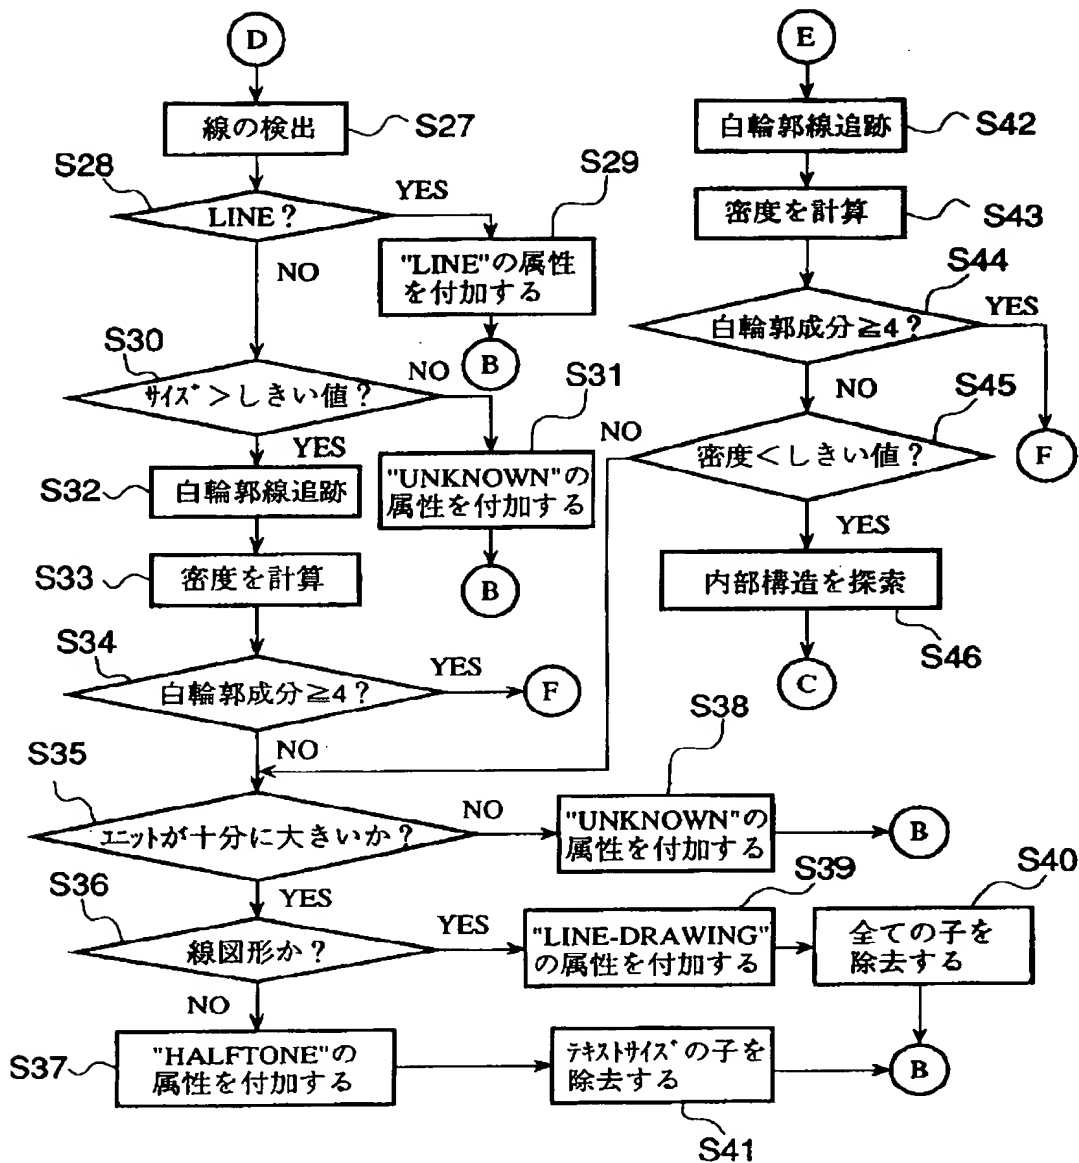 D
線の検出
S27
S28
LINE?
YES
S29
"LINE"の属性
を付加する
B
NO
S30
ｻｲｽﾞ>しきい値?
NO
S31
"UNKNOWN"の
属性を付加する
B
YES
S32
白輪郭線追跡
S33
密度を計算
S34
白輪郭成分≧4?
YES
F
NO
S35
ﾕﾆｯﾄが十分に大きいか?
NO
S38
"UNKNOWN"の
属性を付加する
B
YES
S36
線図形か?
YES
S39
"LINE-DRAWING"
の属性を付加する
S40
全ての子を
除去する
B
NO
S37
"HALFTONE"の
属性を付加する
ﾃｷｽﾄｻｲｽﾞの子を
除去する
S41
E
白輪郭線追跡
S42
密度を計算
S43
S44
白輪郭成分≧4?
YES
F
NO
S45
密度<しきい値?
NO
YES
内部構造を探索
S46
C